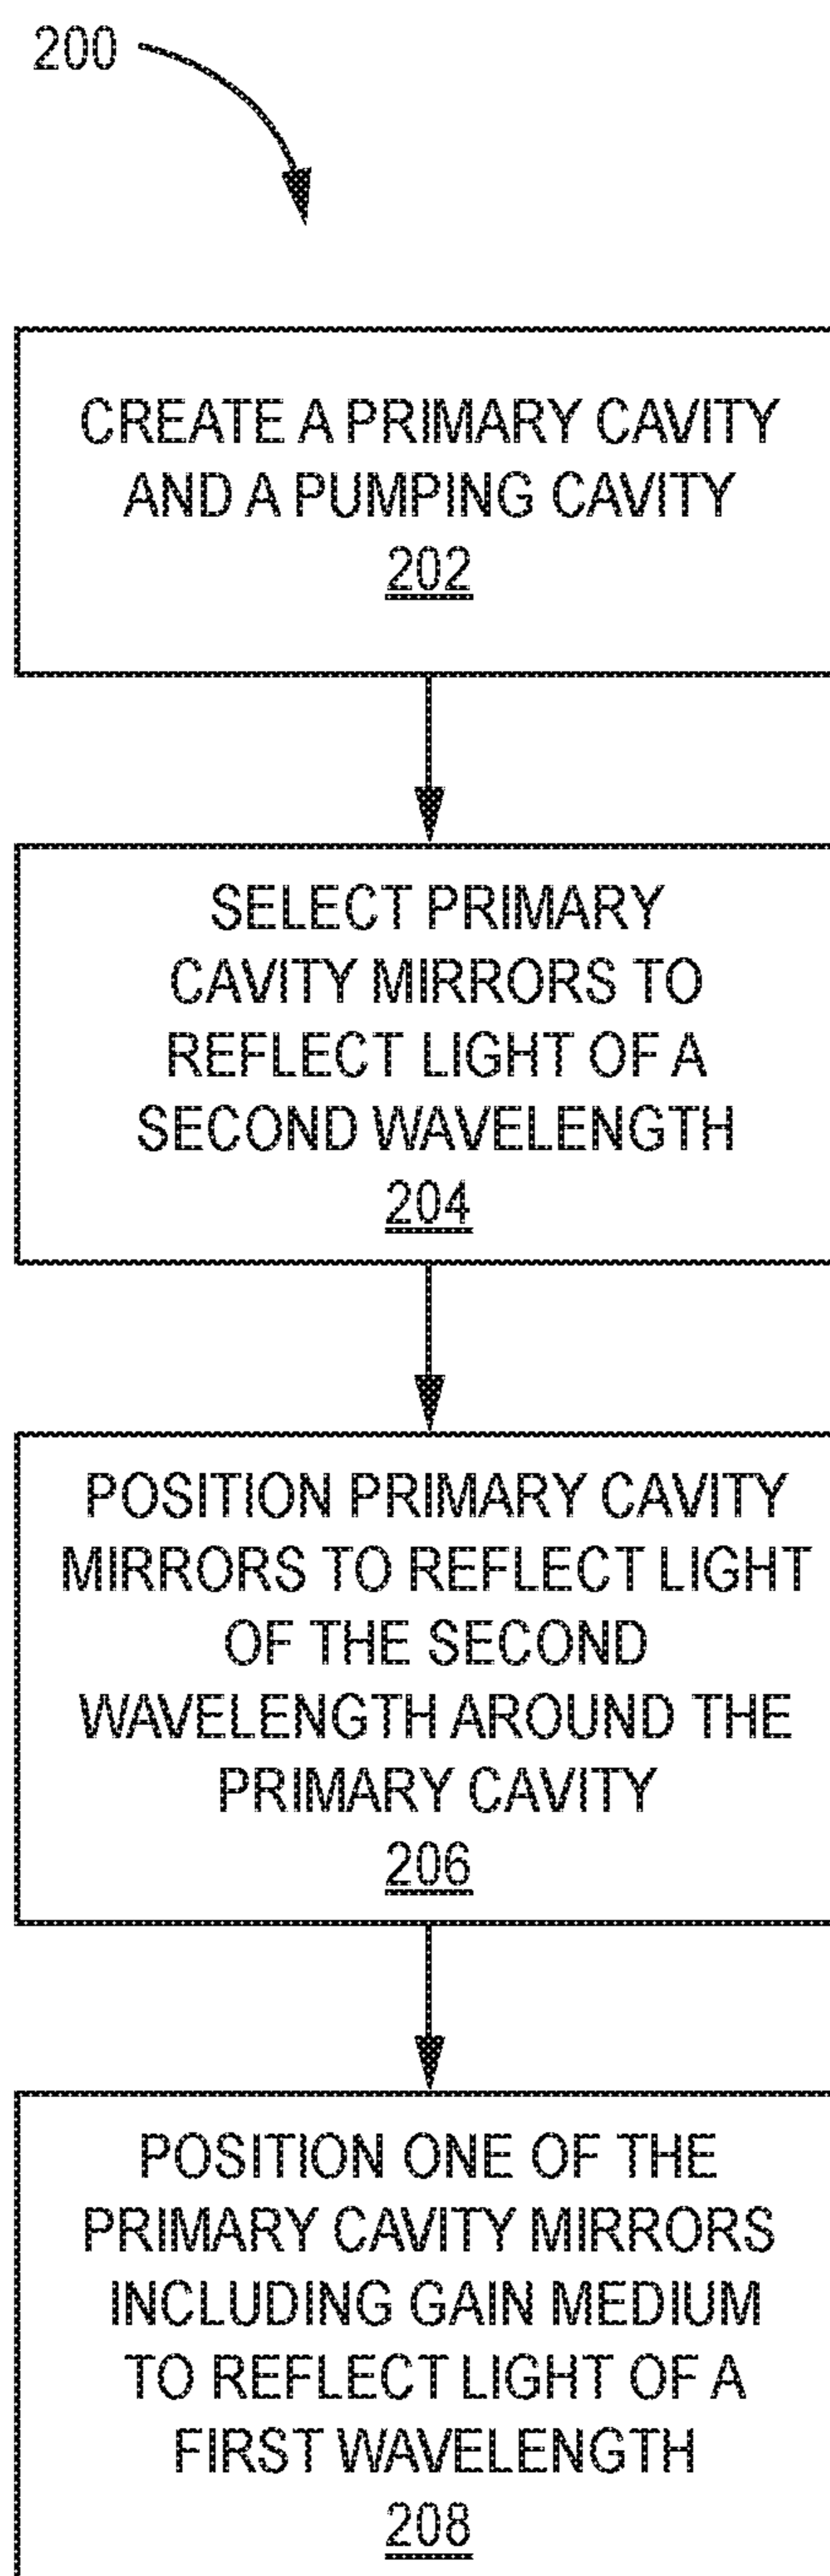 200
CREATE A PRIMARY CAVITY
AND A PUMPING CAVITY
202
SELECT PRIMARY
CAVITY MIRRORS TO
REFLECT LIGHT OF A
SECOND WAVELENGTH
204
POSITION PRIMARY CAVITY
MIRRORS TO REFLECT LIGHT
OF THE SECOND
WAVELENGTH AROUND THE
PRIMARY CAVITY
206
POSITION ONE OF THE
PRIMARY CAVITY MIRRORS
INCLUDING GAIN MEDIUM
TO REFLECT LIGHT OF A
FIRST WAVELENGTH
208